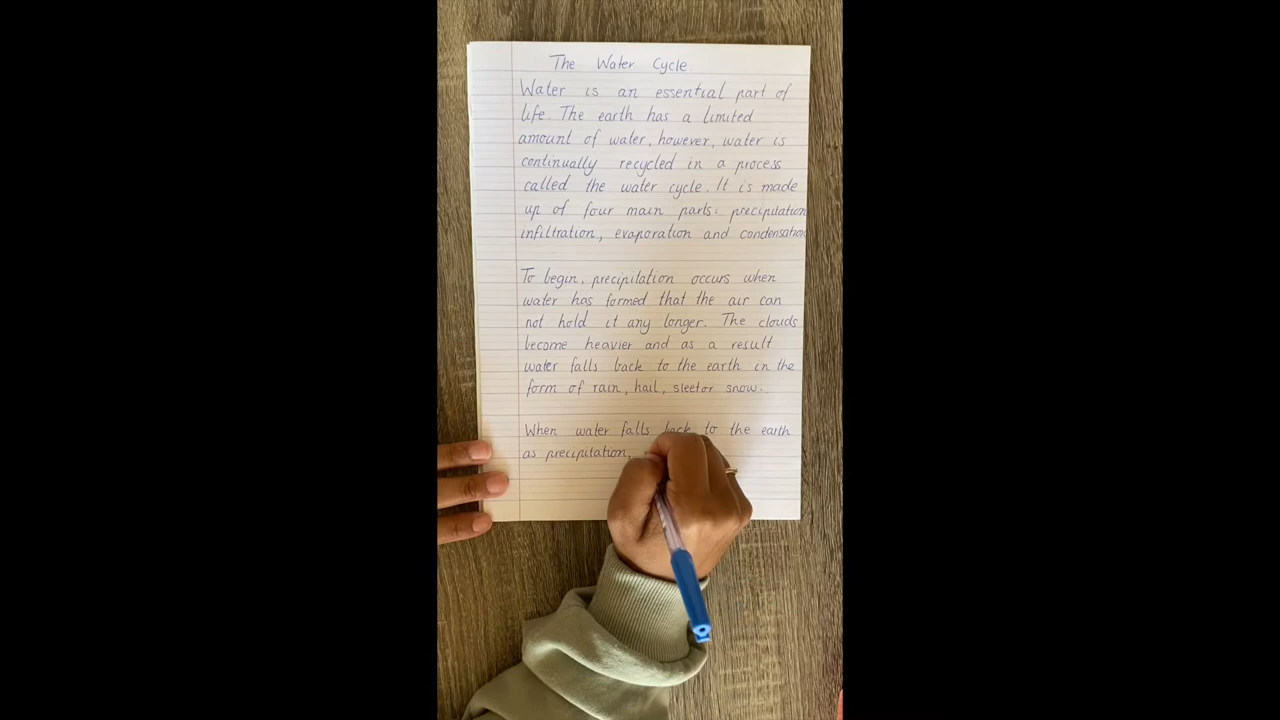 The Water Cycle
Water is an essential part of
life. The earth has a limited
amount of water, however, water is
continually recycled in a process
called the water cycle. It is made
up of four main parts: precipitation,
infiltration, evaporation and condensation
To begin, precipitation occurs when
water has formed that the air can
not hold it any longer. The clouds
become heavier and as a result
water falls back to the earth in the
form of rain, hail, sleet or snow.
When water falls back to the earth
as precipitation,